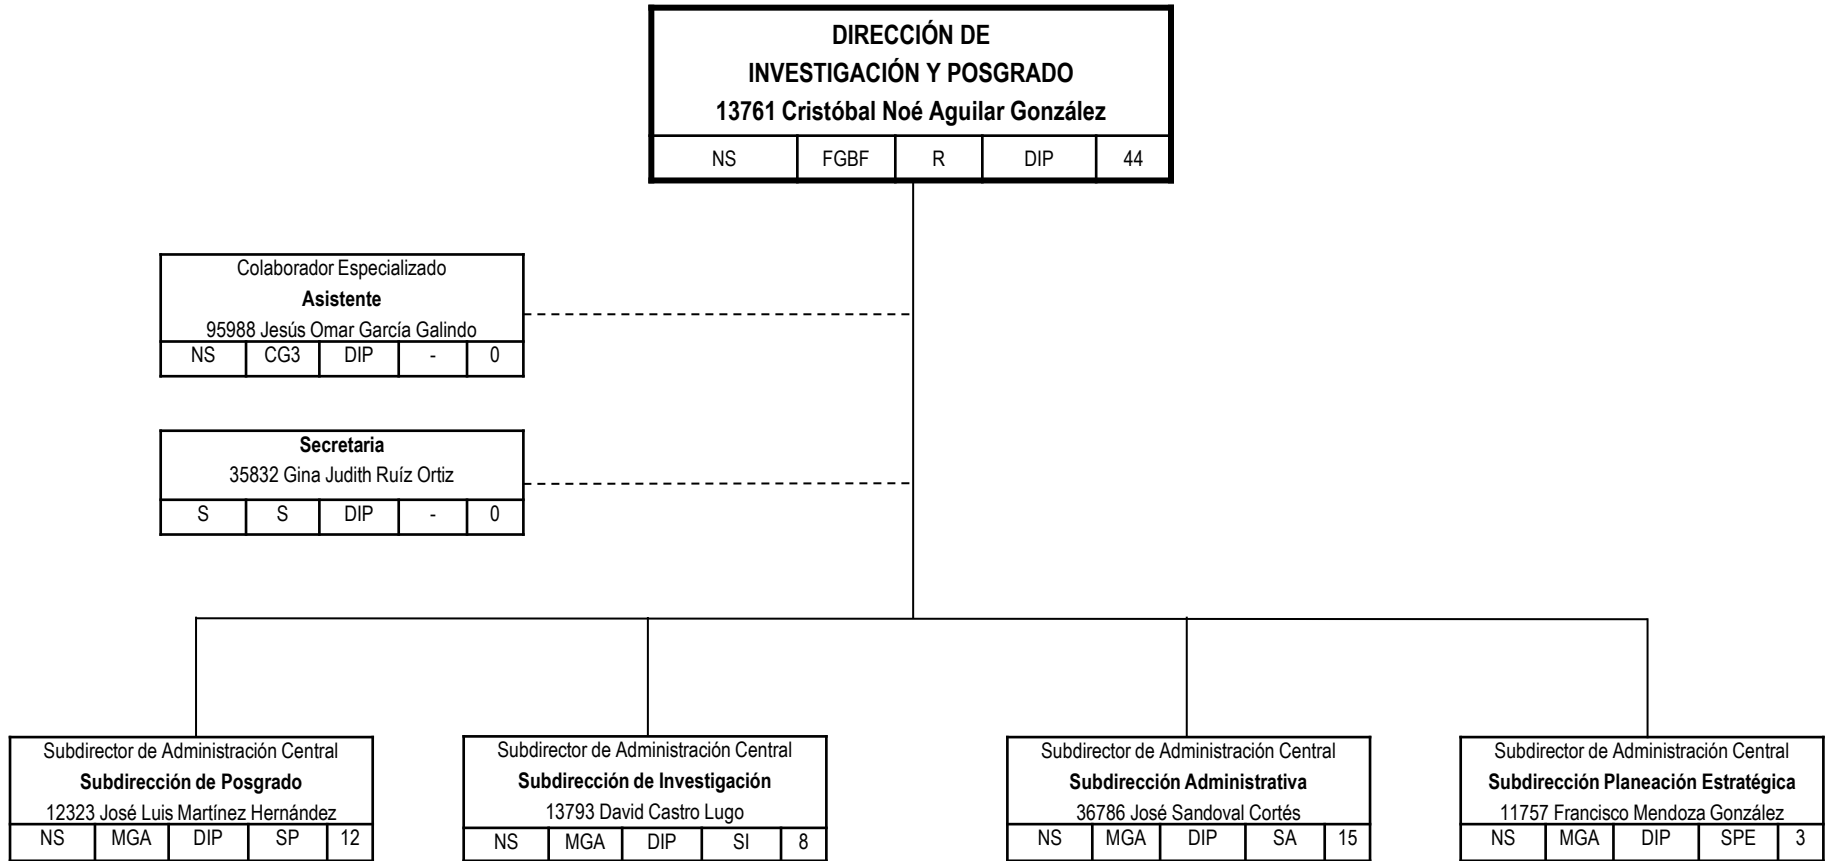 DIRECCIÓN DE
INVESTIGACIÓN Y POSGRADO
13761 Cristóbal Noé Aguilar González
NS FGBF R DIP 44
Colaborador Especializado
Asistente
95988 Jesús Omar García Galindo
NS CG3 DIP - 0
Secretaria
35832 Gina Judith Ruíz Ortiz
S S DIP - 0
Subdirector de Administración Central
Subdirección de Posgrado
12323 José Luis Martínez Hernández
NS MGA DIP SP 12
Subdirector de Administración Central
Subdirección de Investigación
13793 David Castro Lugo
NS MGA DIP SI 8
Subdirector de Administración Central
Subdirección Administrativa
36786 José Sandoval Cortés
NS MGA DIP SA 15
Subdirector de Administración Central
Subdirección Planeación Estratégica
11757 Francisco Mendoza González
NS MGA DIP SPE 3